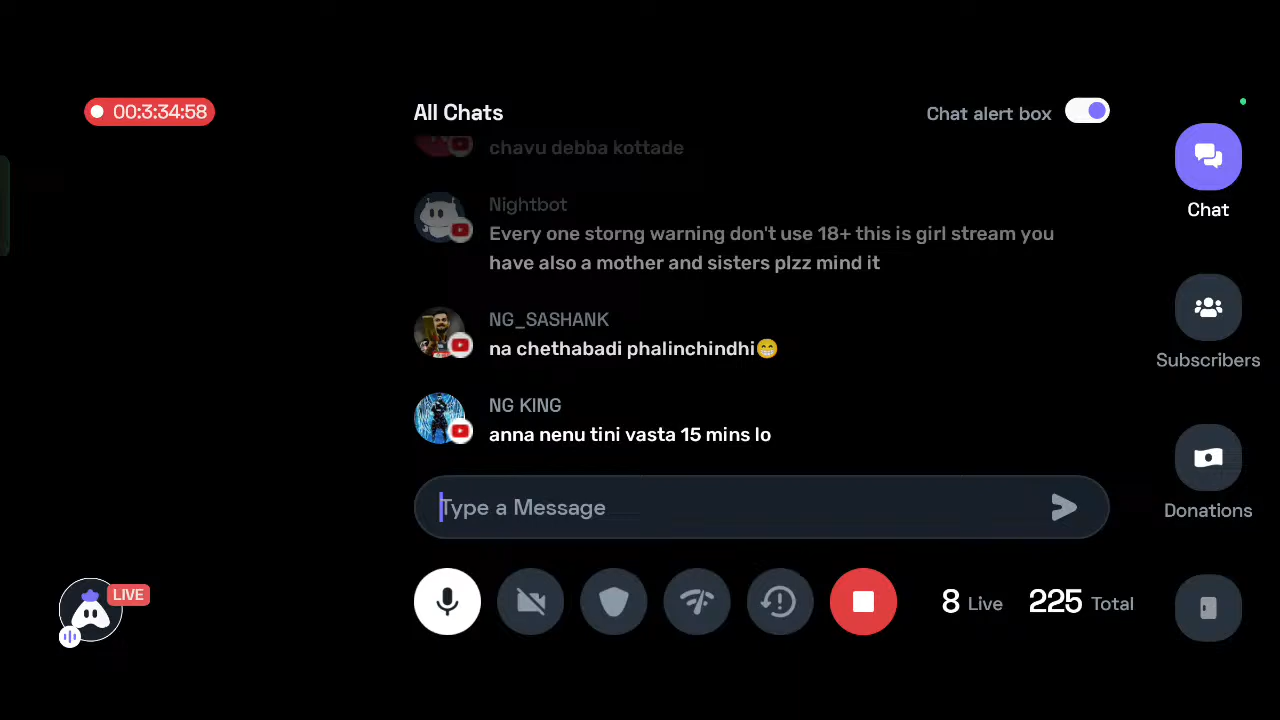 00:3:34:58
All Chats
Chat alert box
chavu debba kottade
Nightbot
Every one storng warning don't use 18+ this is girl stream you
have also a mother and sisters plzz mind it
NG_SASHANK
na chethabadi phalinchindhi😁
NG KING
anna nenu tini vasta 15 mins lo
Type a Message
Chat
Subscribers
Donations
LIVE
8 Live 225 Total